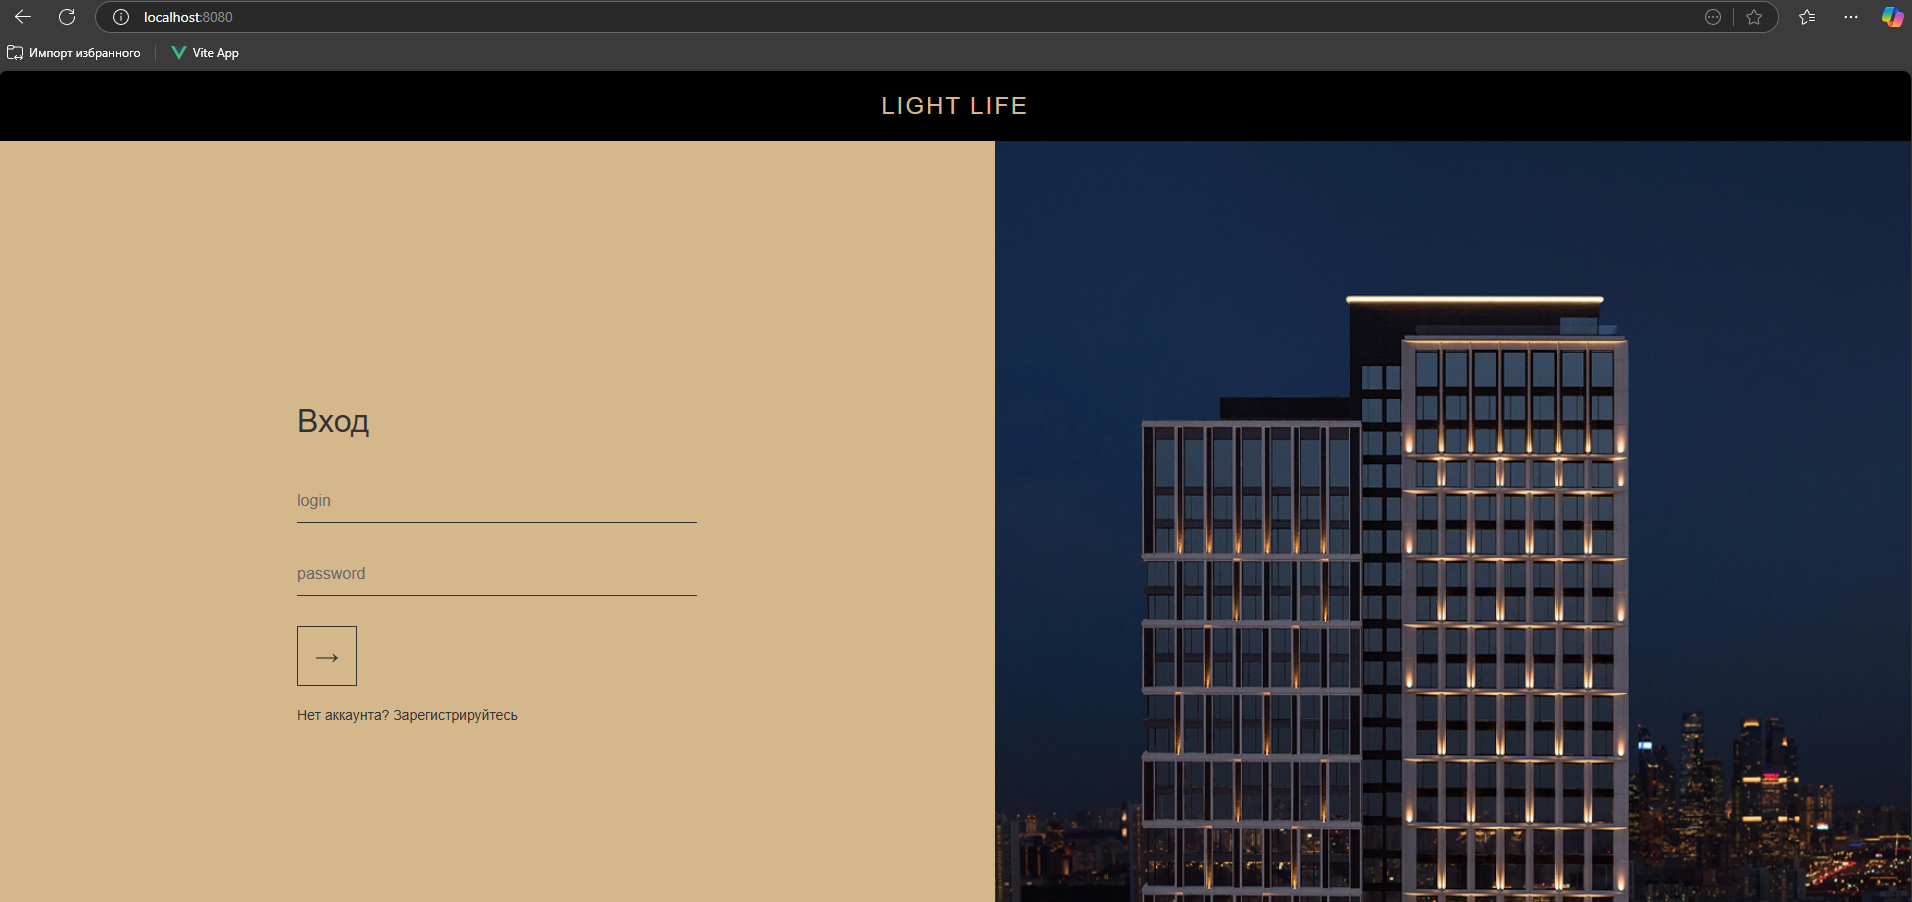 localhost:8080
Импорт избранного
Vite App
LIGHT LIFE
Вход
login
password
→
Нет аккаунта? Зарегистрируйтесь